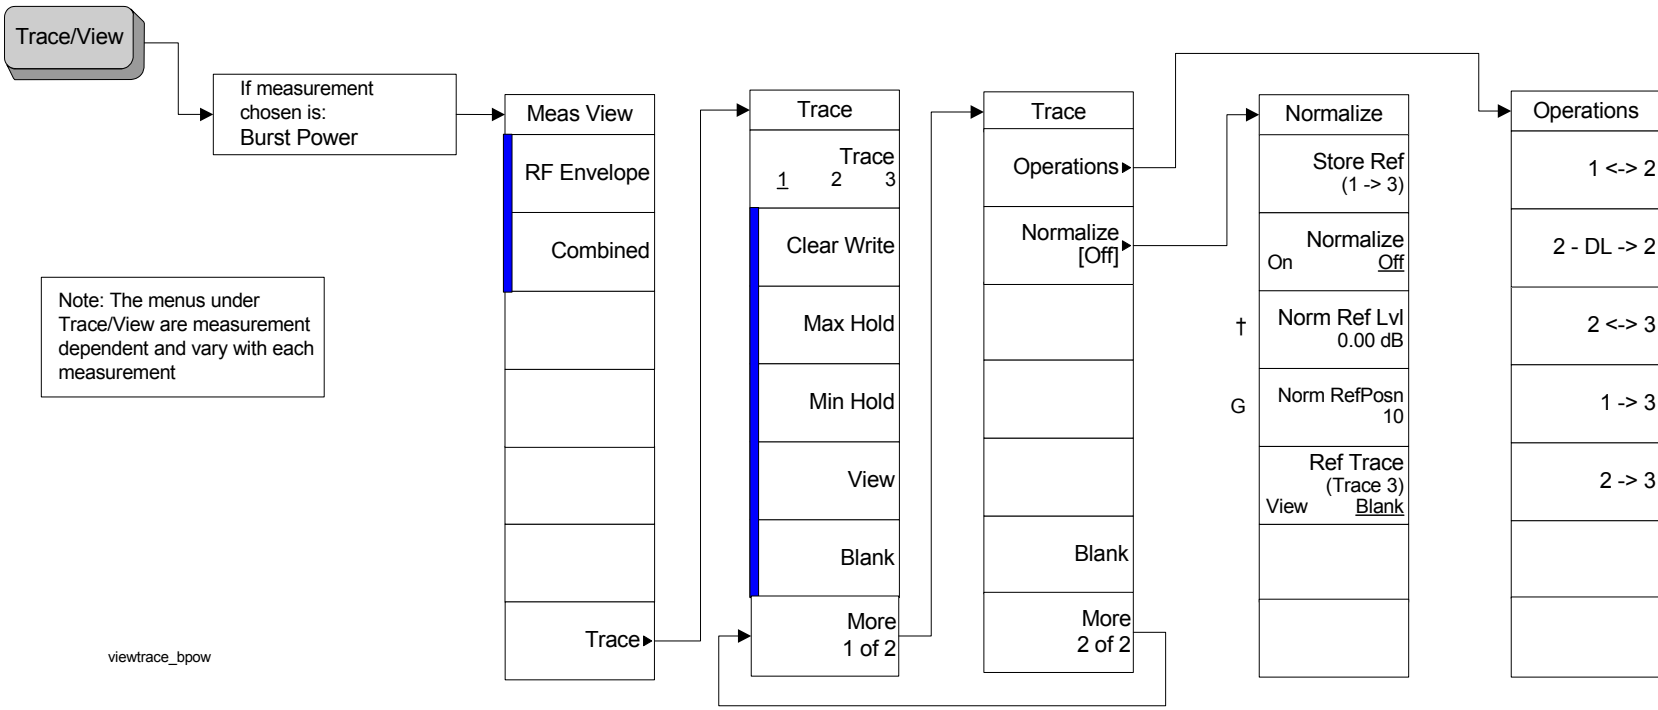 Trace/View
If measurement
chosen is:
Burst Power
Note: The menus under
Trace/View are measurement
dependent and vary with each
measurement
viewtrace_bpow
Meas View
RF Envelope
Combined
Trace
Trace
Trace
1 2 3
Clear Write
Max Hold
Min Hold
View
Blank
More
1 of 2
Trace
Operations
Normalize
[Off]
Blank
More
2 of 2
Normalize
Store Ref
(1 -> 3)
Normalize
On Off
† Norm Ref Lvl
0.00 dB
G Norm RefPosn
10
Ref Trace
(Trace 3)
View Blank
Operations
1 <-> 2
2 - DL -> 2
2 <-> 3
1 -> 3
2 -> 3